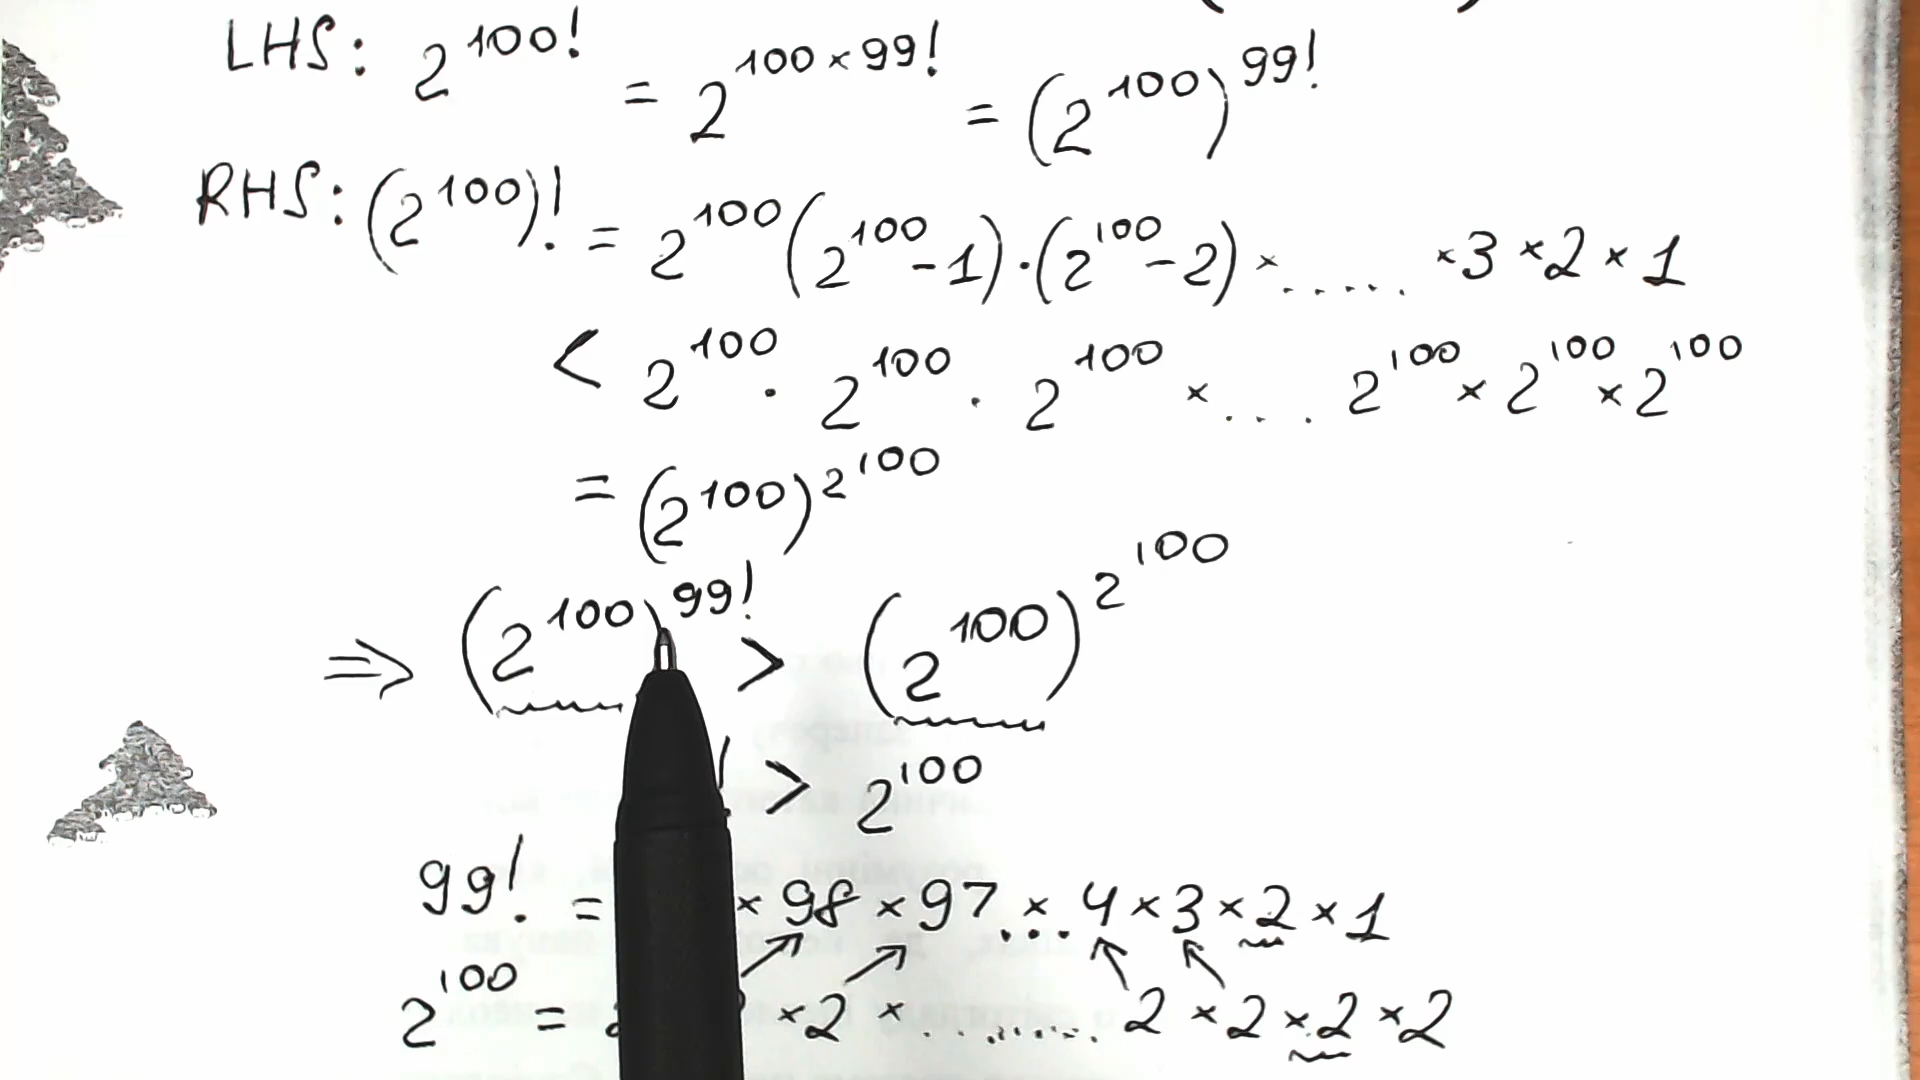 LHS: 2^100! = 2^100×99! = (2^100)^99!
RHS: (2^100)! = 2^100(2^100-1)·(2^100-2)×..... ×3×2×1
< 2^100 · 2^100 · 2^100 ×... 2^100×2^100×2^100
= (2^100)^2^100
⇒ (2^100)^99! > (2^100)^2^100
! > 2^100
99! = ×98×97×...4×3×2×1
2^100 = ×2×........2×2×2×2